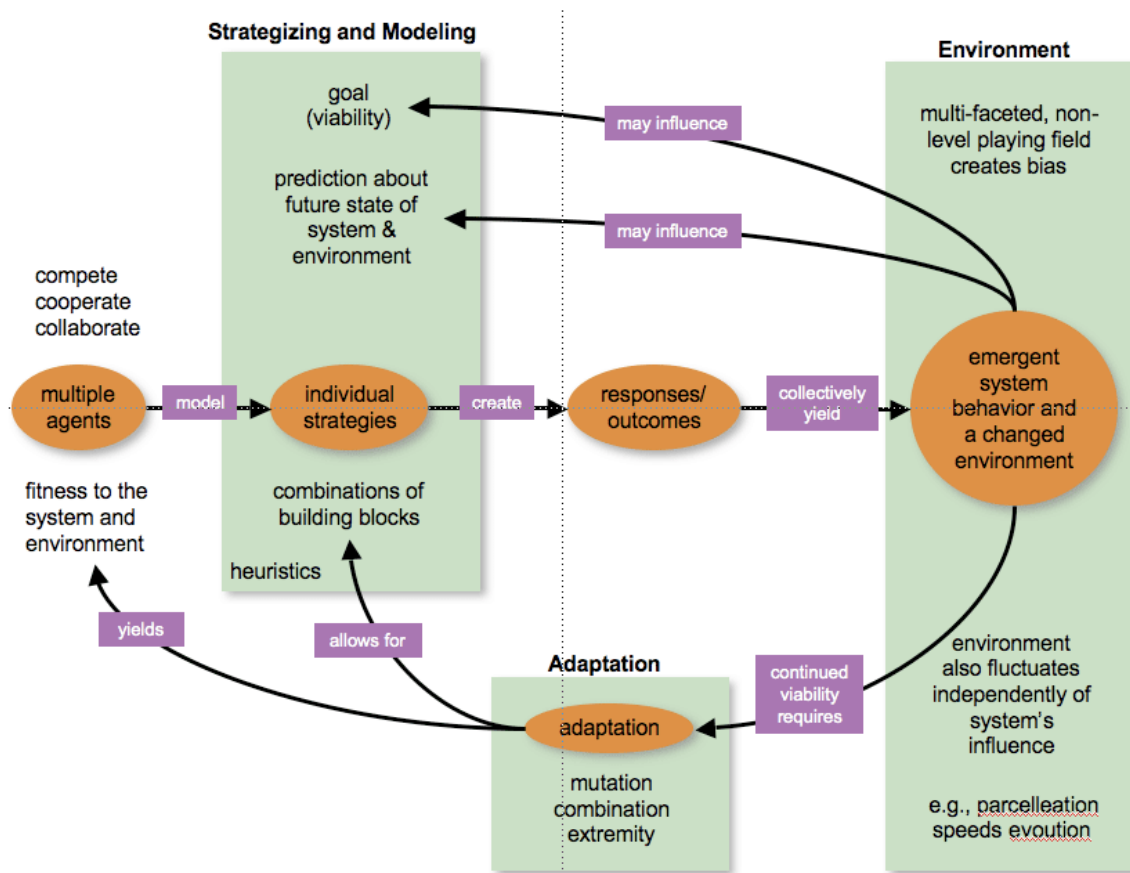 Strategizing and Modeling
Environment
goal
(viability)
may influence
multi-faceted, non-
level playing field
creates bias
prediction about
future state of
system &
environment
may influence
compete
cooperate
collaborate
multiple
agents
model
individual
strategies
create
responses/
outcomes
collectively
yield
emergent
system
behavior and
a changed
environment
fitness to the
system and
environment
combinations of
building blocks
heuristics
yields
allows for
Adaptation
continued
viability
requires
adaptation
mutation
combination
extremity
environment
also fluctuates
independently of
system's
influence
e.g., parcelleation
speeds evoution